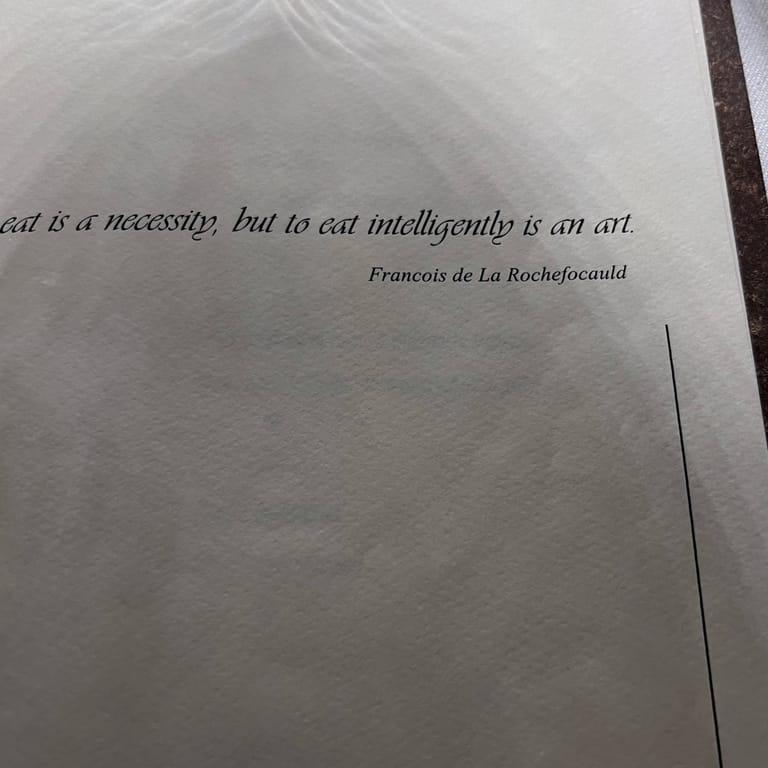 eat is a necessity, but to eat intelligently is an art.
Francois de La Rochefocauld